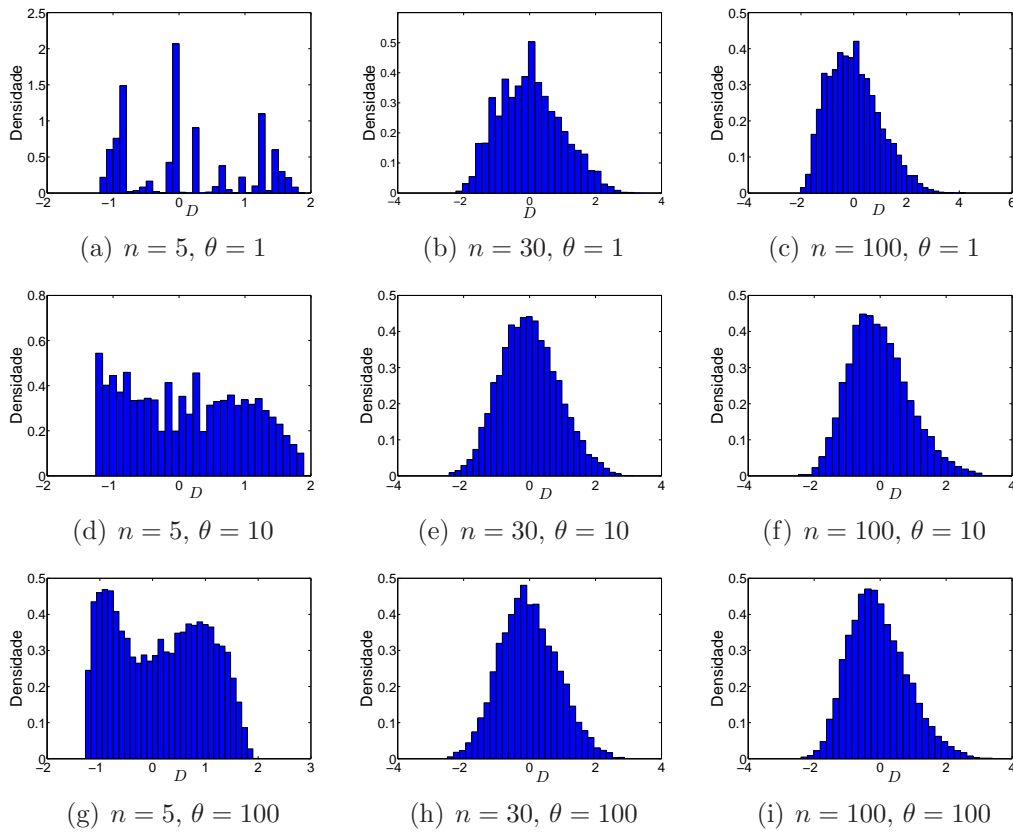 2.5
2
1.5
1
0.5
0
−2 −1 0 1 2
Densidade
D
(a) n = 5, θ = 1
0.5
0.4
0.3
0.2
0.1
0
−4 −2 0 2 4
Densidade
D
(b) n = 30, θ = 1
0.5
0.4
0.3
0.2
0.1
0
−4 −2 0 2 4 6
Densidade
D
(c) n = 100, θ = 1
0.8
0.6
0.4
0.2
0
−2 −1 0 1 2
Densidade
D
(d) n = 5, θ = 10
0.5
0.4
0.3
0.2
0.1
0
−4 −2 0 2 4
Densidade
D
(e) n = 30, θ = 10
0.5
0.4
0.3
0.2
0.1
0
−4 −2 0 2 4
Densidade
D
(f) n = 100, θ = 10
0.5
0.4
0.3
0.2
0.1
0
−2 −1 0 1 2 3
Densidade
D
(g) n = 5, θ = 100
0.5
0.4
0.3
0.2
0.1
0
−4 −2 0 2 4
Densidade
D
(h) n = 30, θ = 100
0.5
0.4
0.3
0.2
0.1
0
−4 −2 0 2 4
Densidade
D
(i) n = 100, θ = 100